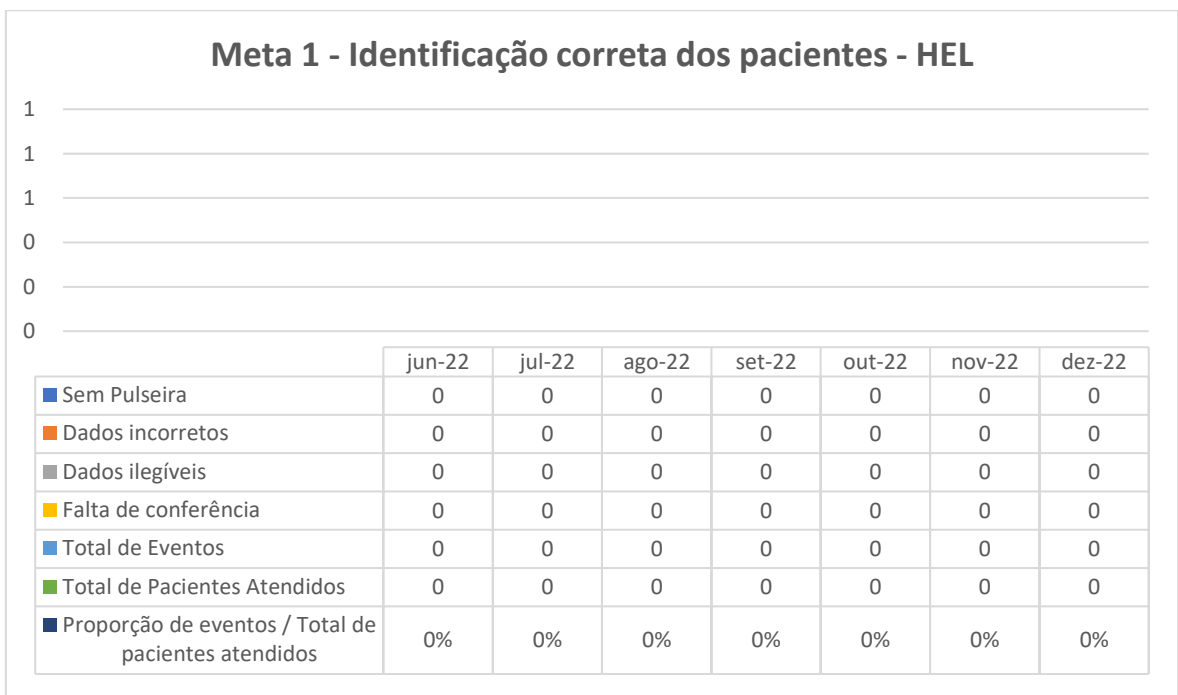 Meta 1 - Identificação correta dos pacientes - HEL
1
1
1
0
0
0
jun-22 jul-22 ago-22 set-22 out-22 nov-22 dez-22
Sem Pulseira 0 0 0 0 0 0 0
Dados incorretos 0 0 0 0 0 0 0
Dados ilegíveis 0 0 0 0 0 0 0
Falta de conferência 0 0 0 0 0 0 0
Total de Eventos 0 0 0 0 0 0 0
Total de Pacientes Atendidos 0 0 0 0 0 0 0
Proporção de eventos / Total de
pacientes atendidos 0% 0% 0% 0% 0% 0% 0%